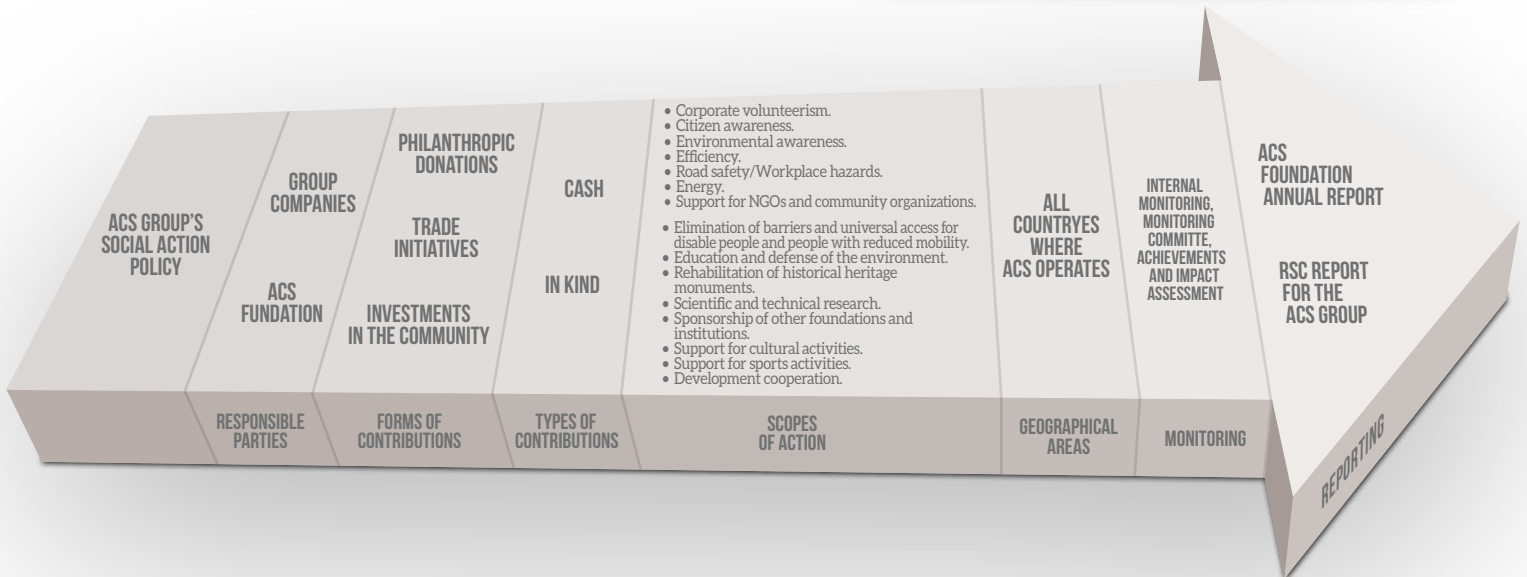 ACS GROUP'S
SOCIAL ACTION
POLICY
GROUP
COMPANIES
ACS
FUNDATION
RESPONSIBLE
PARTIES
PHILANTHROPIC
DONATIONS
TRADE
INITIATIVES
INVESTMENTS
IN THE COMMUNITY
FORMS OF
CONTRIBUTIONS
CASH
IN KIND
TYPES OF
CONTRIBUTIONS
• Corporate volunteerism.
• Citizen awareness.
• Environmental awareness.
• Efficiency.
• Road safety/Workplace hazards.
• Energy.
• Support for NGOs and community organizations.
• Elimination of barriers and universal access for
disable people and people with reduced mobility.
• Education and defense of the environment.
• Rehabilitation of historical heritage
monuments.
• Scientific and technical research.
• Sponsorship of other foundations and
institutions.
• Support for cultural activities.
• Support for sports activities.
• Development cooperation.
SCOPES
OF ACTION
ALL
COUNTRYES
WHERE
ACS OPERATES
GEOGRAPHICAL
AREAS
INTERNAL
MONITORING,
MONITORING
COMMITTE,
ACHIEVEMENTS
AND IMPACT
ASSESSMENT
MONITORING
ACS
FOUNDATION
ANNUAL REPORT
RSC REPORT
FOR THE
ACS GROUP
REPORTING